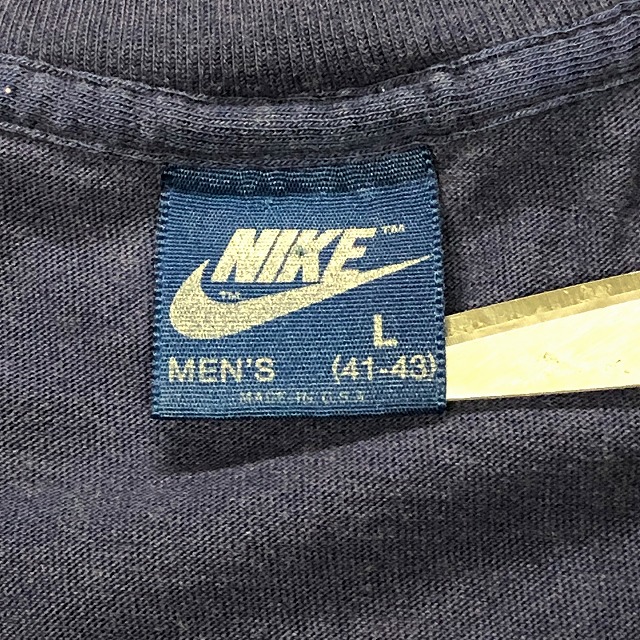 NIKE™
™
L
MEN'S (41-43)
MADE IN U.S.A.